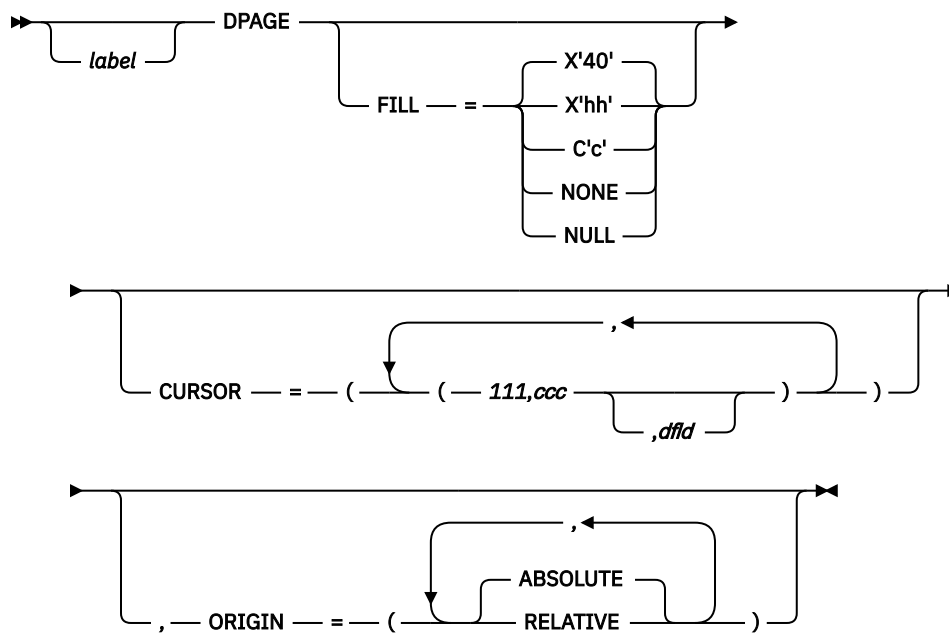 label DPAGE
FILL = X'40'
X'hh'
C'c'
NONE
NULL
,
CURSOR = ( ( 111,ccc ,dfld ) )
,
, ORIGIN = ( ABSOLUTE
RELATIVE )